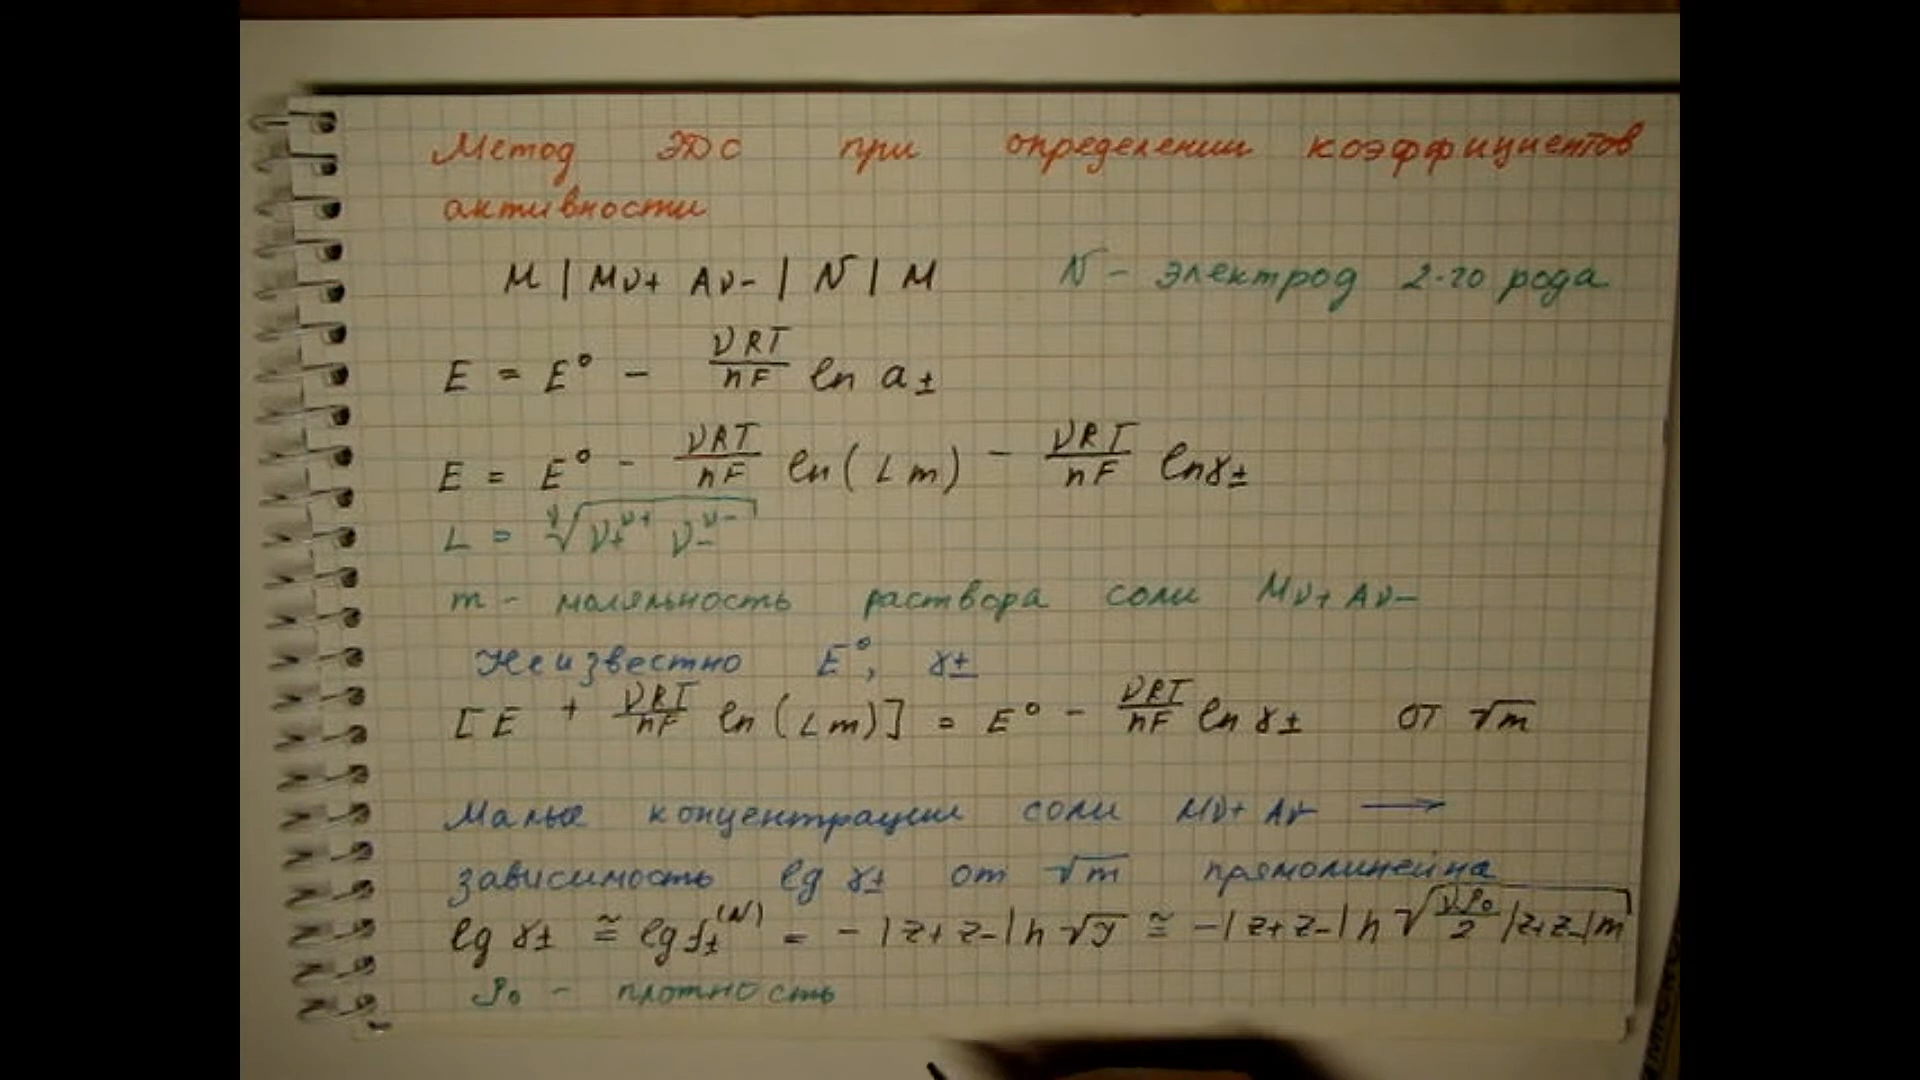 Метод ЭДС при определении коэффициентов
активности
M | Mν+ Aν- | N | M   N - электрод 2-го рода
E = E° - νRT/nF ln a±
E = E° - νRT/nF ln(Lm) - νRT/nF lnγ±
L = ᵛ√(ν+^ν+ ν-^ν-)
m - моляльность раствора соли Mν+ Aν-
Неизвестно E°, γ±
[E + νRT/nF ln(Lm)] = E° - νRT/nF ln γ±   от √m
Малые концентрации соли Mν+ Aν- ⟶
зависимость lg γ± от √m прямолинейна
lg γ± ≅ lg f±^(N) = -|z+z-|h√J ≅ -|z+z-|h√(νρ₀/2 |z+z-|m)
ρ₀ - плотность